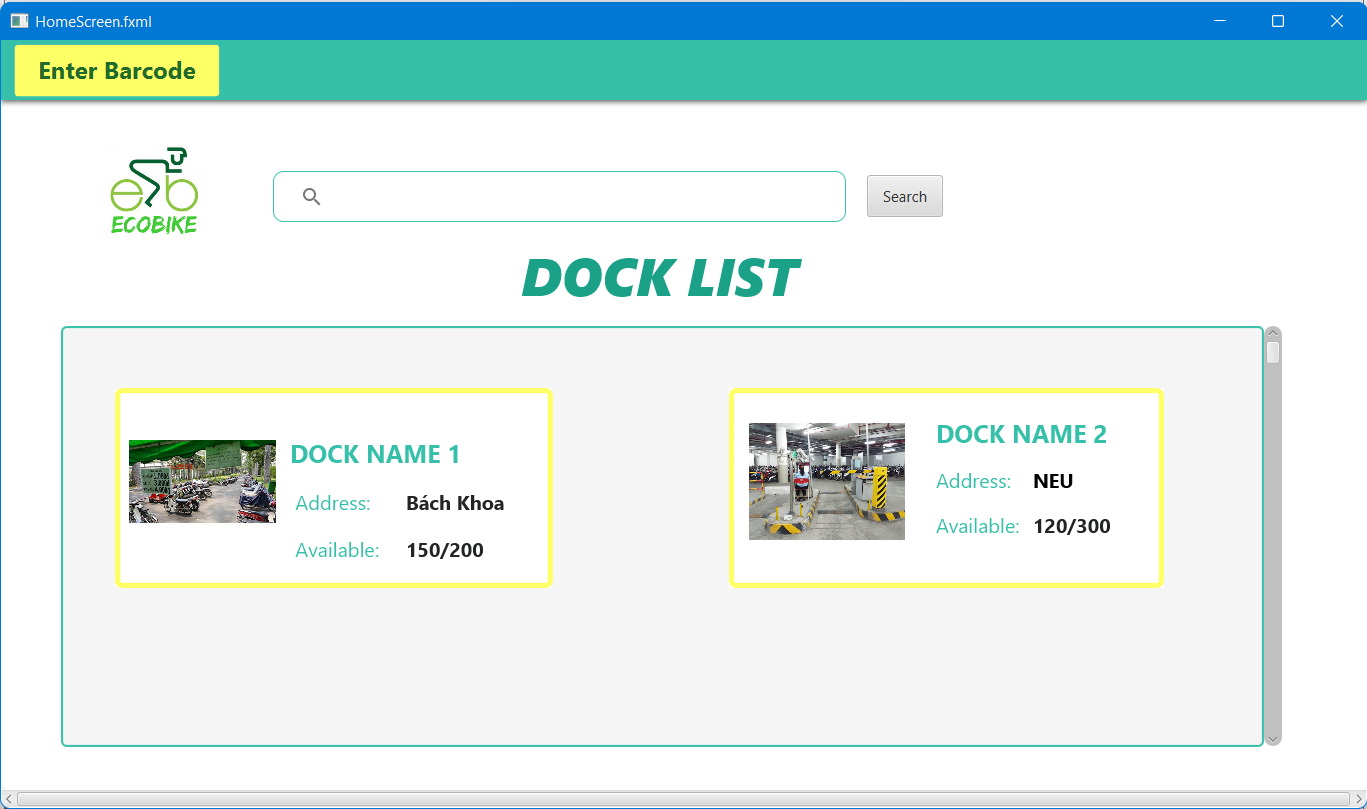 HomeScreen.fxml
Enter Barcode
ECOBIKE
Search
DOCK LIST
DOCK NAME 1
Address: Bách Khoa
Available: 150/200
DOCK NAME 2
Address: NEU
Available: 120/300